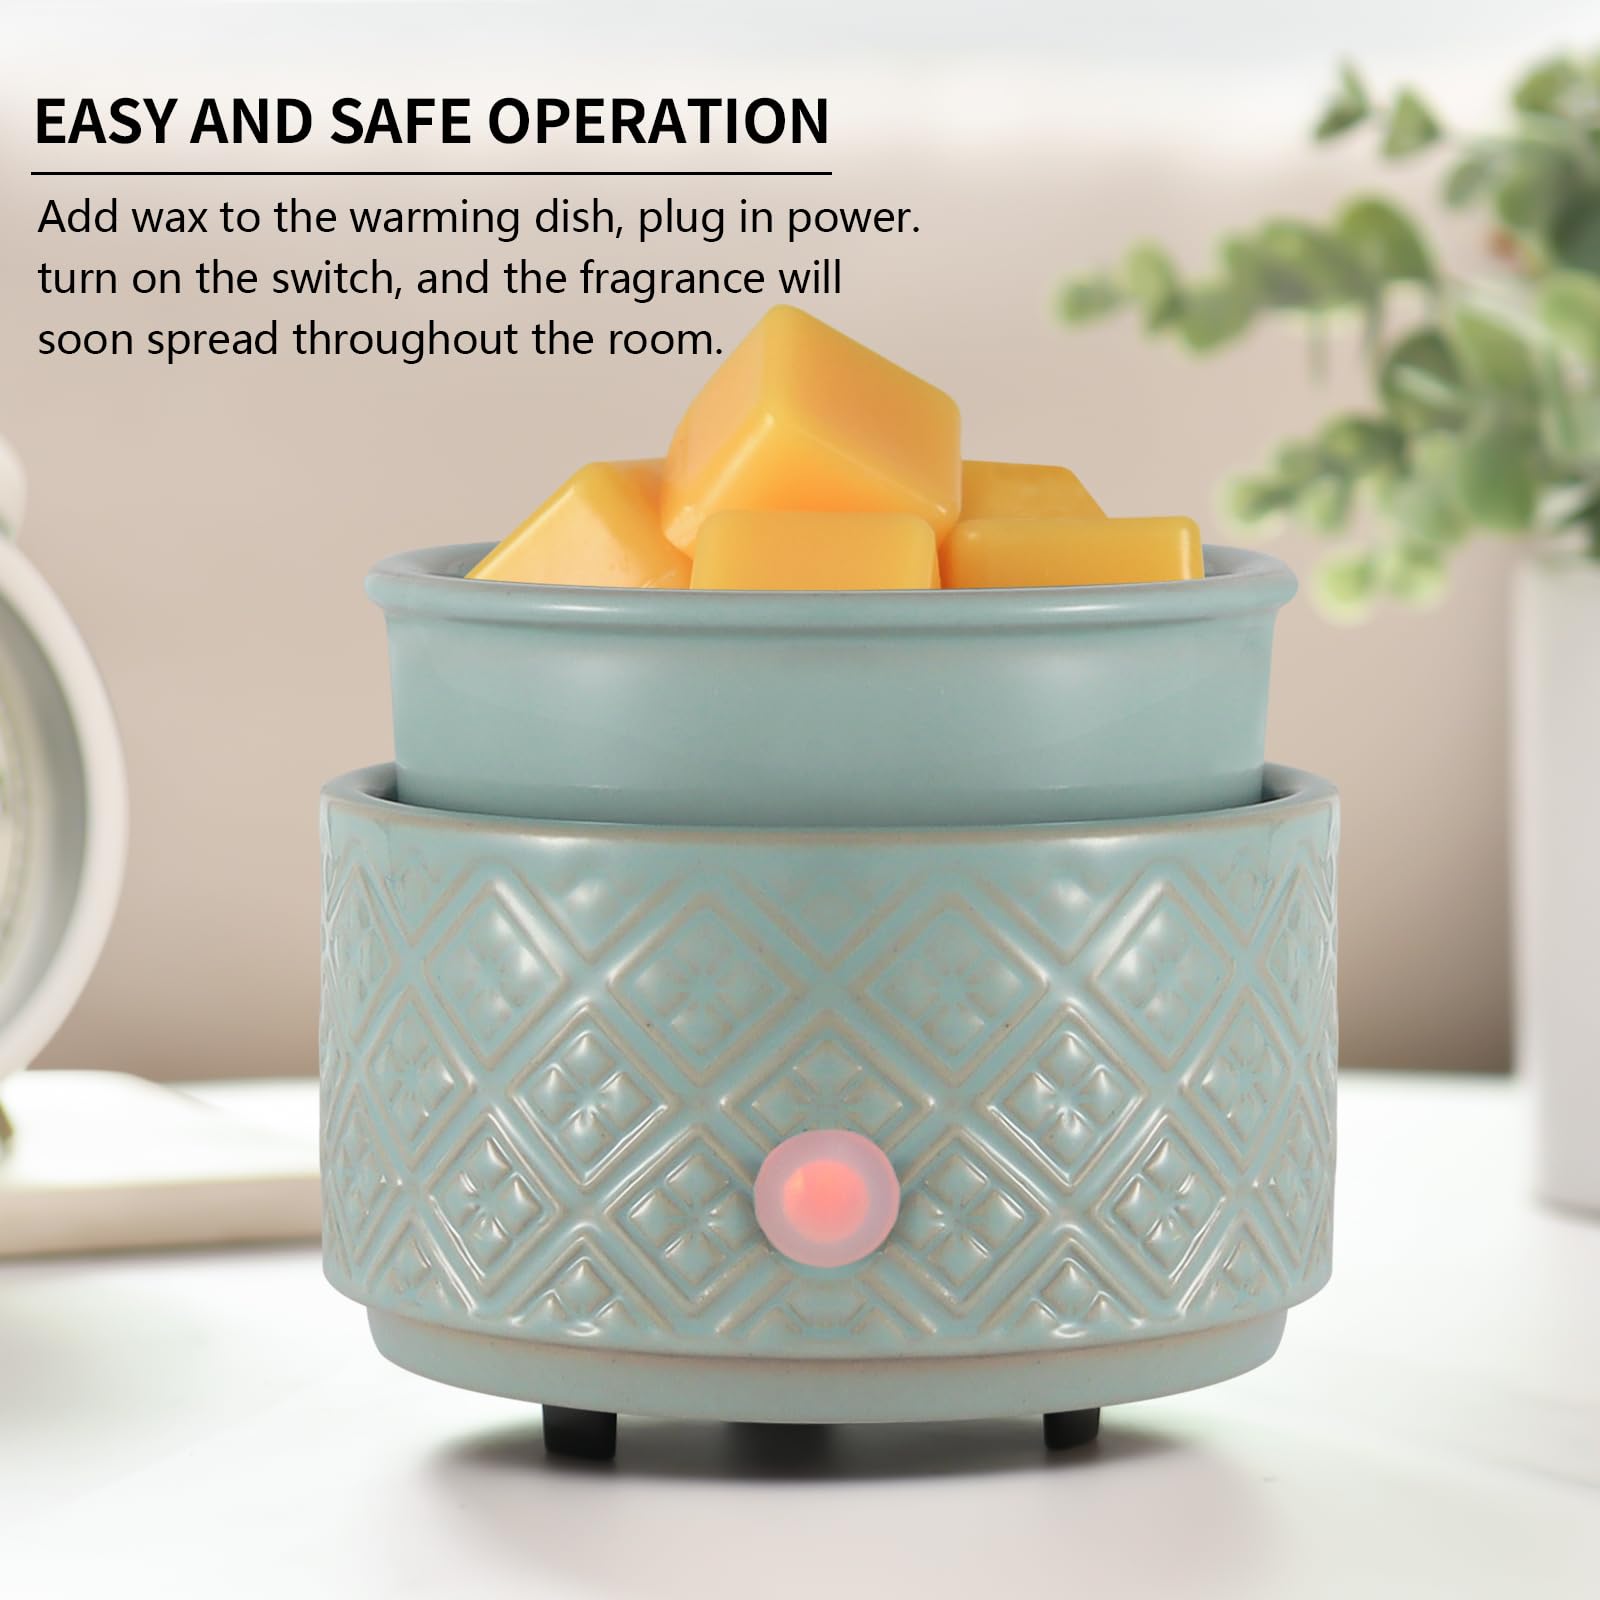 EASY AND SAFE OPERATION
Add wax to the warming dish, plug in power.
turn on the switch, and the fragrance will
soon spread throughout the room.